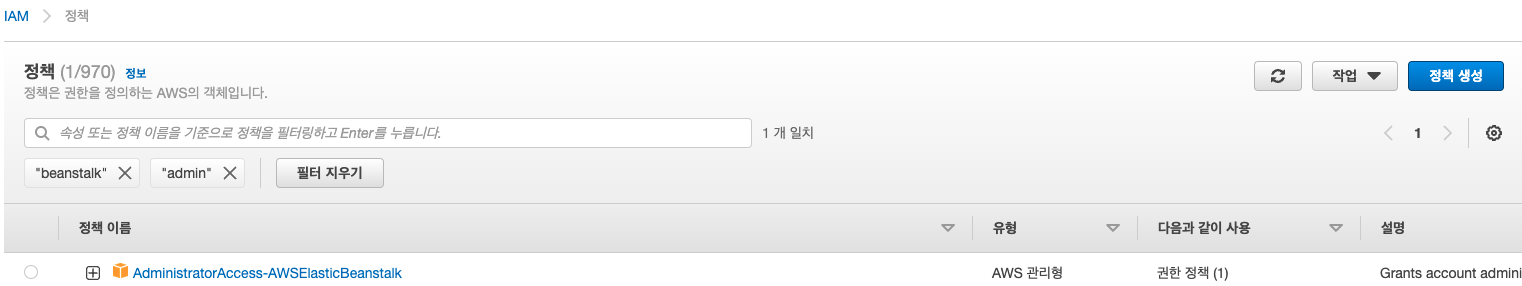 IAM > 정책
정책 (1/970) 정보
정책은 권한을 정의하는 AWS의 객체입니다.
작업
정책 생성
속성 또는 정책 이름을 기준으로 정책을 필터링하고 Enter를 누릅니다.
1 개 일치
1
"beanstalk"
"admin"
필터 지우기
정책 이름 유형 다음과 같이 사용 설명
AdministratorAccess-AWSElasticBeanstalk AWS 관리형 권한 정책 (1) Grants account admini